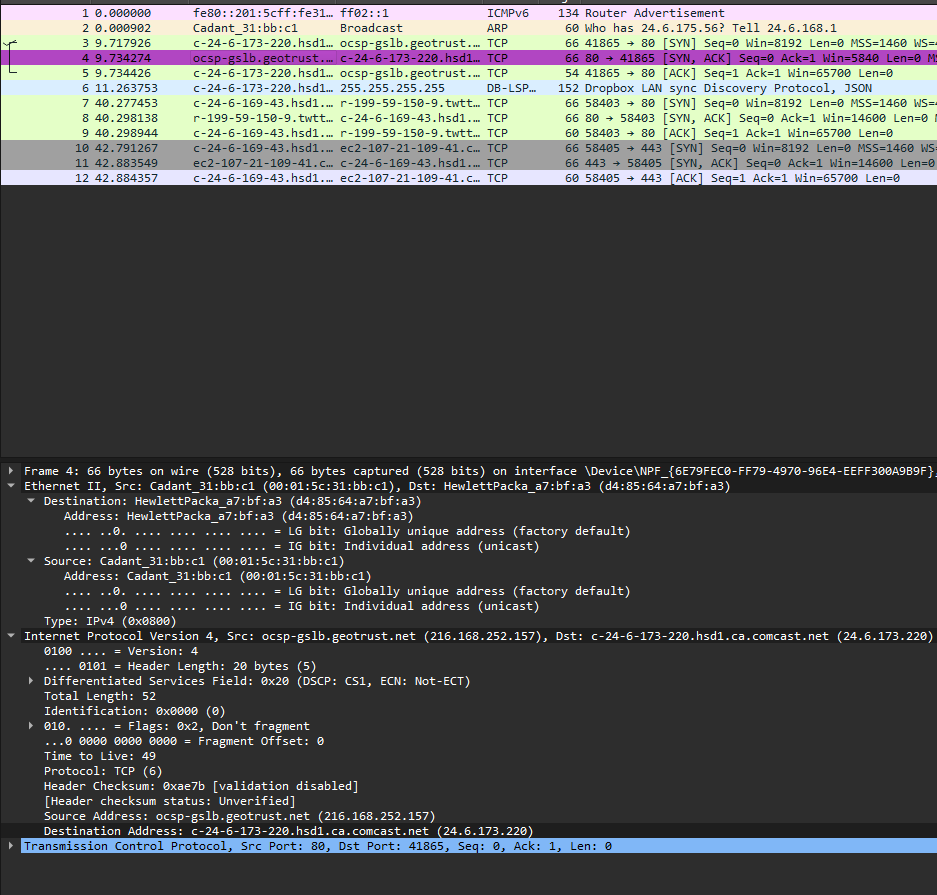 1 0.000000 fe80::201:5cff:fe31… ff02::1 ICMPv6 134 Router Advertisement
2 0.000902 Cadant_31:bb:c1 Broadcast ARP 60 Who has 24.6.175.56? Tell 24.6.168.1
3 9.717926 c-24-6-173-220.hsd1… ocsp-gslb.geotrust.… TCP 66 41865 → 80 [SYN] Seq=0 Win=8192 Len=0 MSS=1460 WS=
4 9.734274 ocsp-gslb.geotrust.… c-24-6-173-220.hsd1… TCP 66 80 → 41865 [SYN, ACK] Seq=0 Ack=1 Win=5840 Len=0 M
5 9.734426 c-24-6-173-220.hsd1… ocsp-gslb.geotrust.… TCP 54 41865 → 80 [ACK] Seq=1 Ack=1 Win=65700 Len=0
6 11.263753 c-24-6-173-220.hsd1… 255.255.255.255 DB-LSP… 152 Dropbox LAN sync Discovery Protocol, JSON
7 40.277453 c-24-6-169-43.hsd1.… r-199-59-150-9.twtt… TCP 66 58403 → 80 [SYN] Seq=0 Win=8192 Len=0 MSS=1460 WS=
8 40.298138 r-199-59-150-9.twtt… c-24-6-169-43.hsd1.… TCP 66 80 → 58403 [SYN, ACK] Seq=0 Ack=1 Win=14600 Len=0
9 40.298944 c-24-6-169-43.hsd1.… r-199-59-150-9.twtt… TCP 60 58403 → 80 [ACK] Seq=1 Ack=1 Win=65700 Len=0
10 42.791267 c-24-6-169-43.hsd1.… ec2-107-21-109-41.c… TCP 66 58405 → 443 [SYN] Seq=0 Win=8192 Len=0 MSS=1460 WS
11 42.883549 ec2-107-21-109-41.c… c-24-6-169-43.hsd1.… TCP 66 443 → 58405 [SYN, ACK] Seq=0 Ack=1 Win=14600 Len=0
12 42.884357 c-24-6-169-43.hsd1.… ec2-107-21-109-41.c… TCP 60 58405 → 443 [ACK] Seq=1 Ack=1 Win=65700 Len=0
Frame 4: 66 bytes on wire (528 bits), 66 bytes captured (528 bits) on interface \Device\NPF_{6E79FEC0-FF79-4970-96E4-EEFF300A9B9F},
Ethernet II, Src: Cadant_31:bb:c1 (00:01:5c:31:bb:c1), Dst: HewlettPacka_a7:bf:a3 (d4:85:64:a7:bf:a3)
Destination: HewlettPacka_a7:bf:a3 (d4:85:64:a7:bf:a3)
Address: HewlettPacka_a7:bf:a3 (d4:85:64:a7:bf:a3)
.... ..0. .... .... .... .... = LG bit: Globally unique address (factory default)
.... ...0 .... .... .... .... = IG bit: Individual address (unicast)
Source: Cadant_31:bb:c1 (00:01:5c:31:bb:c1)
Address: Cadant_31:bb:c1 (00:01:5c:31:bb:c1)
.... ..0. .... .... .... .... = LG bit: Globally unique address (factory default)
.... ...0 .... .... .... .... = IG bit: Individual address (unicast)
Type: IPv4 (0x0800)
Internet Protocol Version 4, Src: ocsp-gslb.geotrust.net (216.168.252.157), Dst: c-24-6-173-220.hsd1.ca.comcast.net (24.6.173.220)
0100 .... = Version: 4
.... 0101 = Header Length: 20 bytes (5)
Differentiated Services Field: 0x20 (DSCP: CS1, ECN: Not-ECT)
Total Length: 52
Identification: 0x0000 (0)
010. .... = Flags: 0x2, Don't fragment
...0 0000 0000 0000 = Fragment Offset: 0
Time to Live: 49
Protocol: TCP (6)
Header Checksum: 0xae7b [validation disabled]
[Header checksum status: Unverified]
Source Address: ocsp-gslb.geotrust.net (216.168.252.157)
Destination Address: c-24-6-173-220.hsd1.ca.comcast.net (24.6.173.220)
Transmission Control Protocol, Src Port: 80, Dst Port: 41865, Seq: 0, Ack: 1, Len: 0